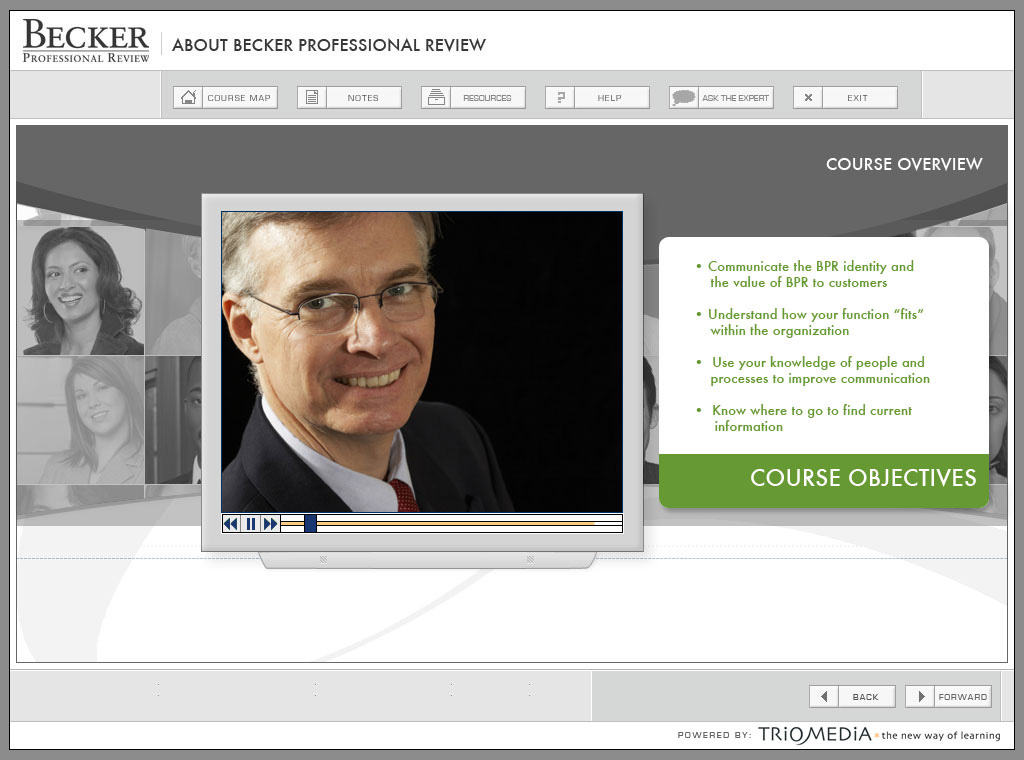 BECKER
PROFESSIONAL REVIEW
ABOUT BECKER PROFESSIONAL REVIEW
COURSE MAP
NOTES
RESOURCES
HELP
ASK THE EXPERT
EXIT
COURSE OVERVIEW
• Communicate the BPR identity and
the value of BPR to customers
• Understand how your function “fits”
within the organization
• Use your knowledge of people and
processes to improve communication
• Know where to go to find current
information
COURSE OBJECTIVES
BACK
FORWARD
POWERED BY: TRiOMEDiA the new way of learning